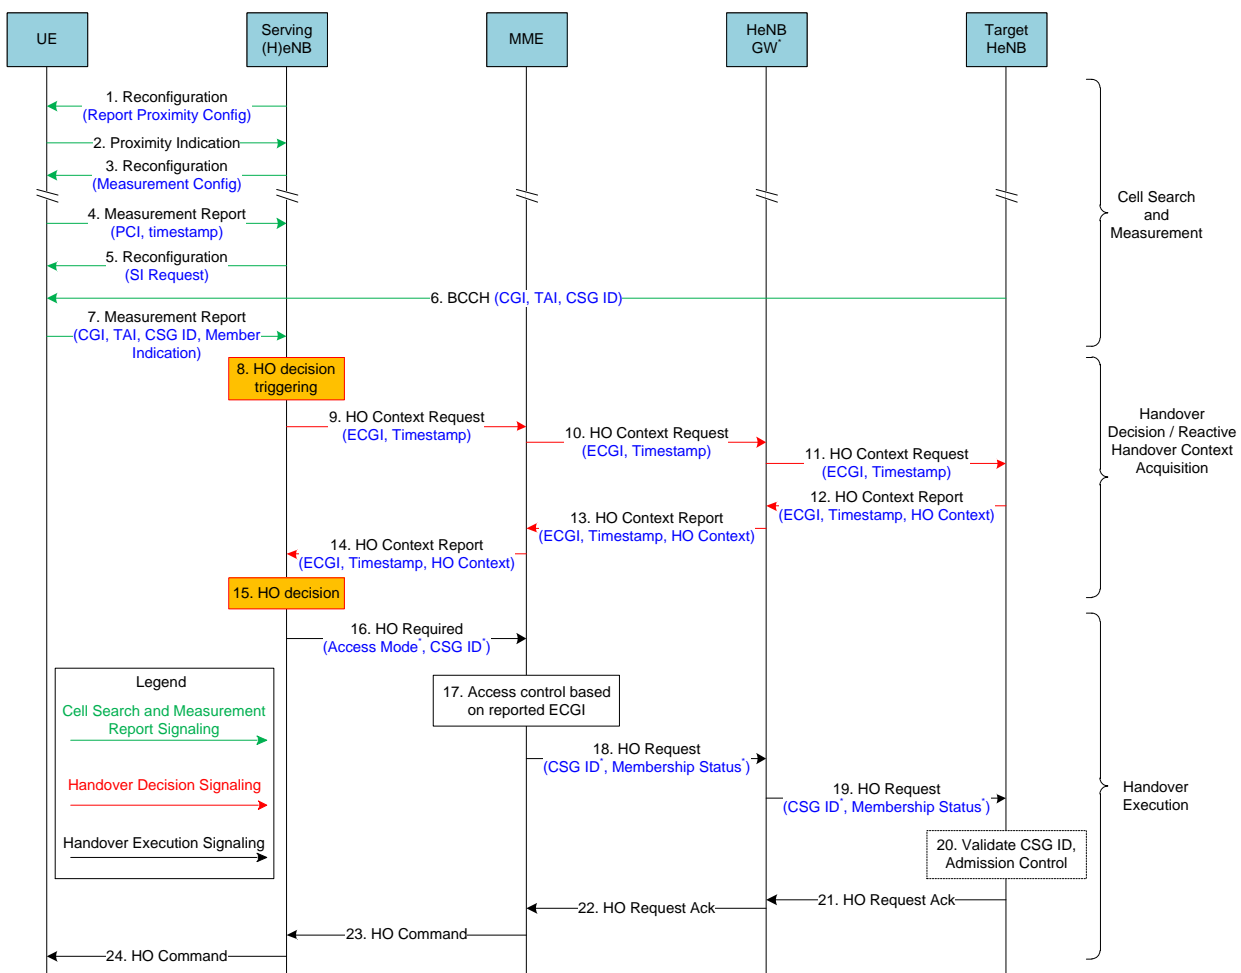 UE
Serving
(H)eNB
MME
HeNB
GW*
Target
HeNB
1. Reconfiguration
(Report Proximity Config)
2. Proximity Indication
3. Reconfiguration
(Measurement Config)
4. Measurement Report
(PCI, timestamp)
5. Reconfiguration
(SI Request)
6. BCCH (CGI, TAI, CSG ID)
7. Measurement Report
(CGI, TAI, CSG ID, Member
Indication)
Cell Search
and
Measurement
8. HO decision
triggering
9. HO Context Request
(ECGI, Timestamp)
10. HO Context Request
(ECGI, Timestamp)
11. HO Context Request
(ECGI, Timestamp)
12. HO Context Report
(ECGI, Timestamp, HO Context)
13. HO Context Report
(ECGI, Timestamp, HO Context)
14. HO Context Report
(ECGI, Timestamp, HO Context)
15. HO decision
Handover
Decision / Reactive
Handover Context
Acquisition
16. HO Required
(Access Mode*, CSG ID*)
17. Access control based
on reported ECGI
18. HO Request
(CSG ID*, Membership Status*)
19. HO Request
(CSG ID*, Membership Status*)
20. Validate CSG ID,
Admission Control
21. HO Request Ack
22. HO Request Ack
23. HO Command
24. HO Command
Handover
Execution
Legend
Cell Search and Measurement
Report Signaling
Handover Decision Signaling
Handover Execution Signaling